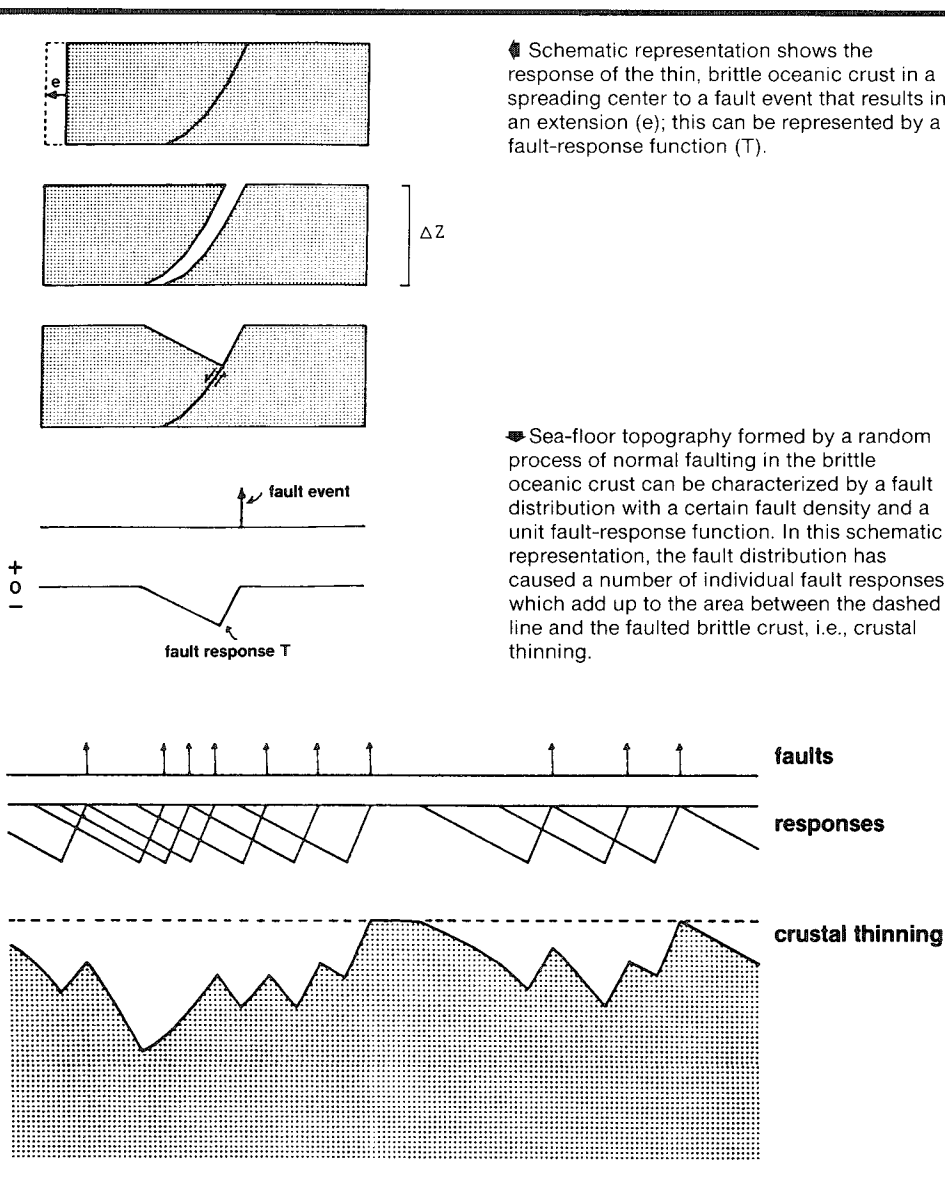 Schematic representation shows the
response of the thin, brittle oceanic crust in a
spreading center to a fault event that results in
an extension (e); this can be represented by a
fault-response function (T).
e
ΔZ
Sea-floor topography formed by a random
process of normal faulting in the brittle
oceanic crust can be characterized by a fault
distribution with a certain fault density and a
unit fault-response function. In this schematic
representation, the fault distribution has
caused a number of individual fault responses
which add up to the area between the dashed
line and the faulted brittle crust, i.e., crustal
thinning.
fault event
+
0
−
fault response T
faults
responses
crustal thinning